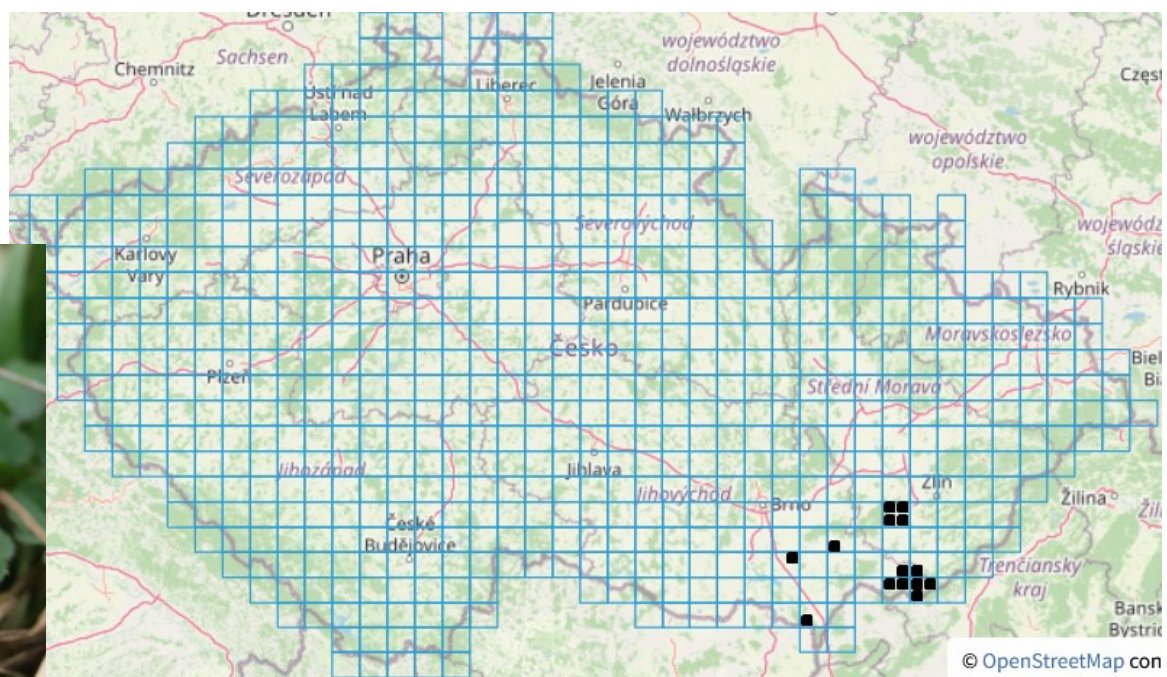 Dresden
województwo
dolnośląskie
Sachsen
Chemnitz
Częst
Jelenia
Góra
Liberec
Ústí nad
Labem
Wałbrzych
województwo
opolskie
Severozápad
Severovýchod
wojewódz
śląskie
Karlovy
Vary
Praha
Rybnik
Pardubice
Moravskoslezsko
Česko
Biel
Bi
Plzeň
Střední Morava
Jihozápad
Jihlava
Zlín
Jihovýchod
Žilina
Žil
Brno
České
Budějovice
Trenčiansky
kraj
Bansk
Bystric
© OpenStreetMap con